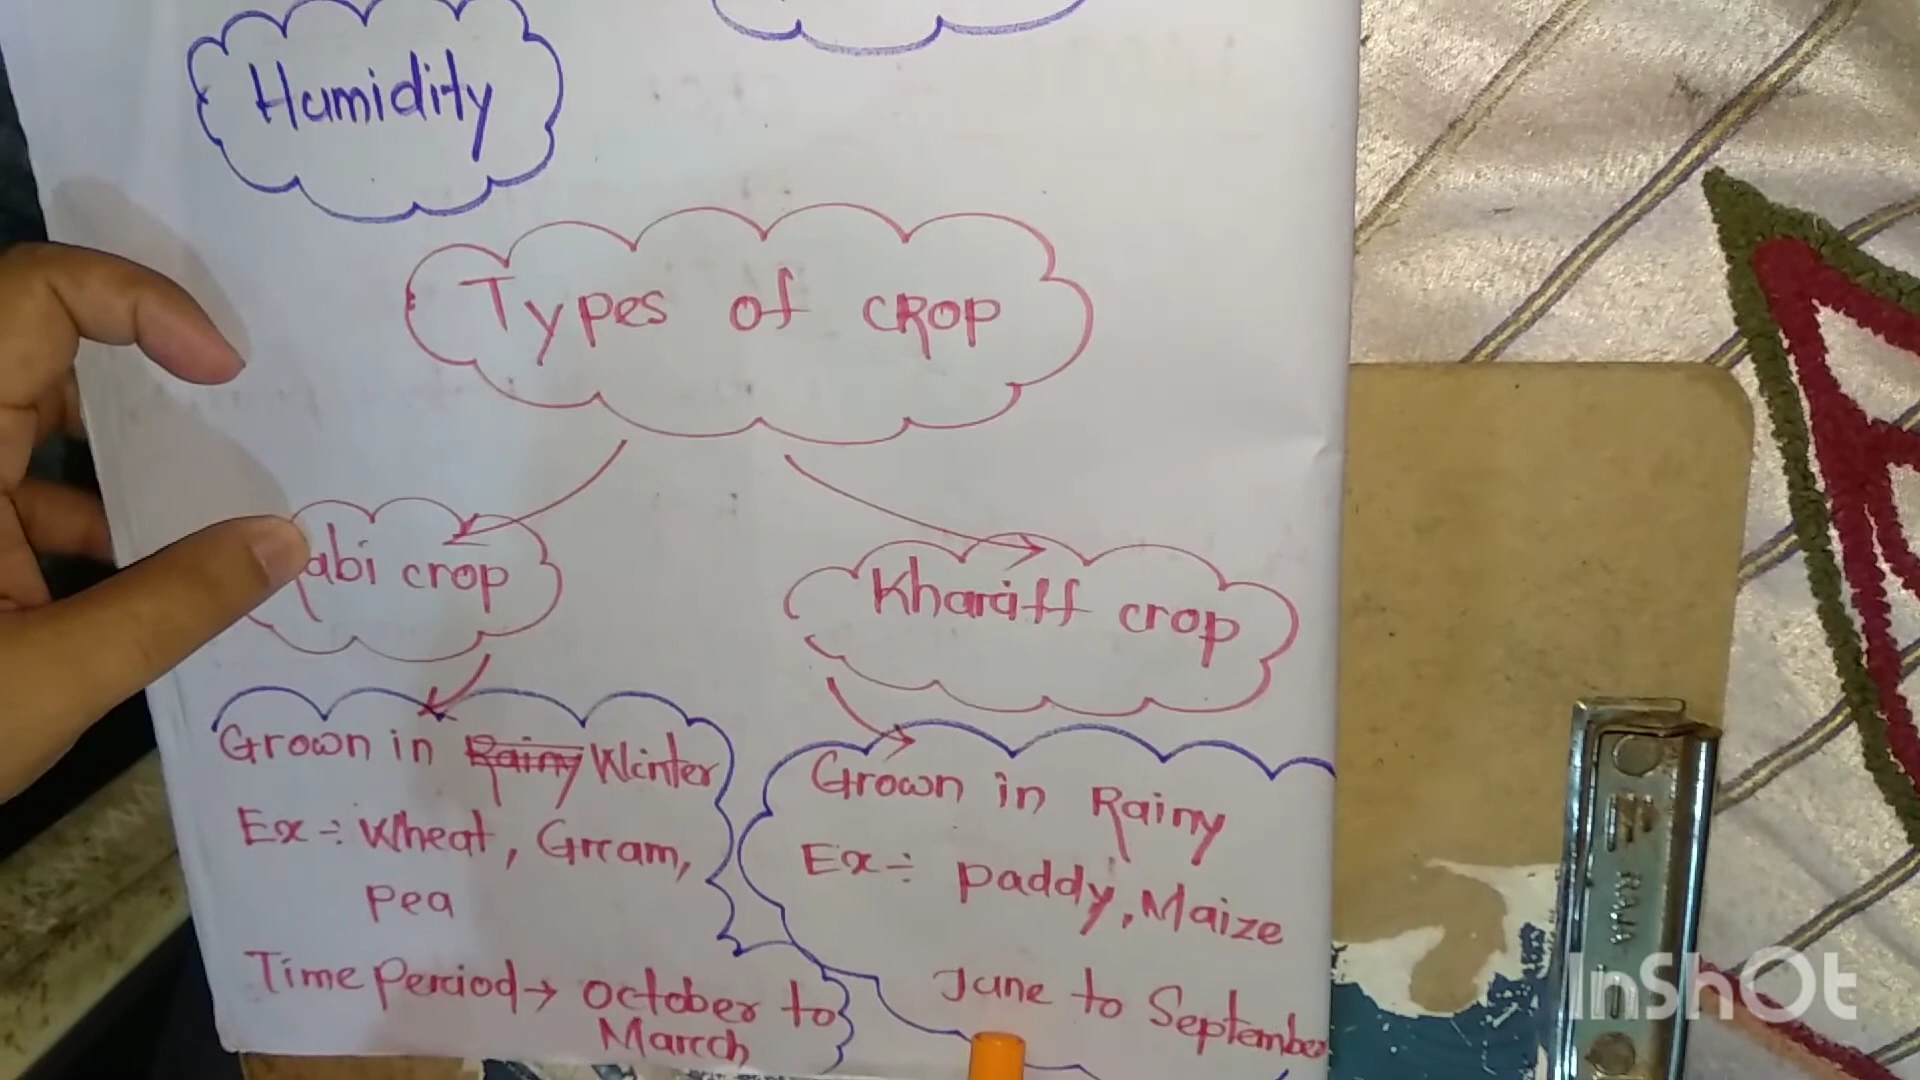 Humidity
Types of CROP
abi crop
Khariff crop
Grown in Rainy Winter
Ex ÷ Wheat, Gram,
pea
Time Period → october to
March
Grown in Rainy
Ex ÷ paddy, Maize
June to September
RAJA
InShOt